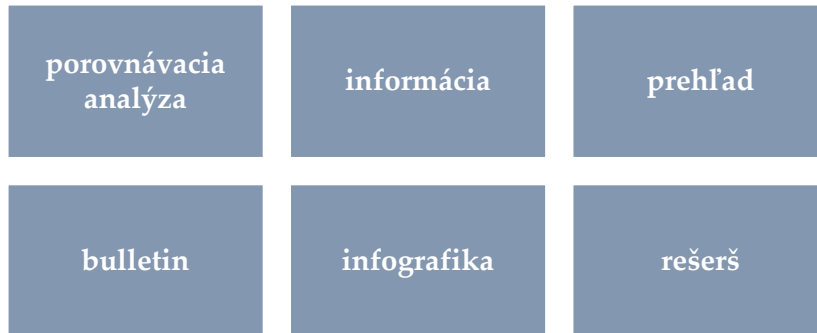 porovnávacia
analýza
informácia
prehľad
bulletin
infografika
rešerš